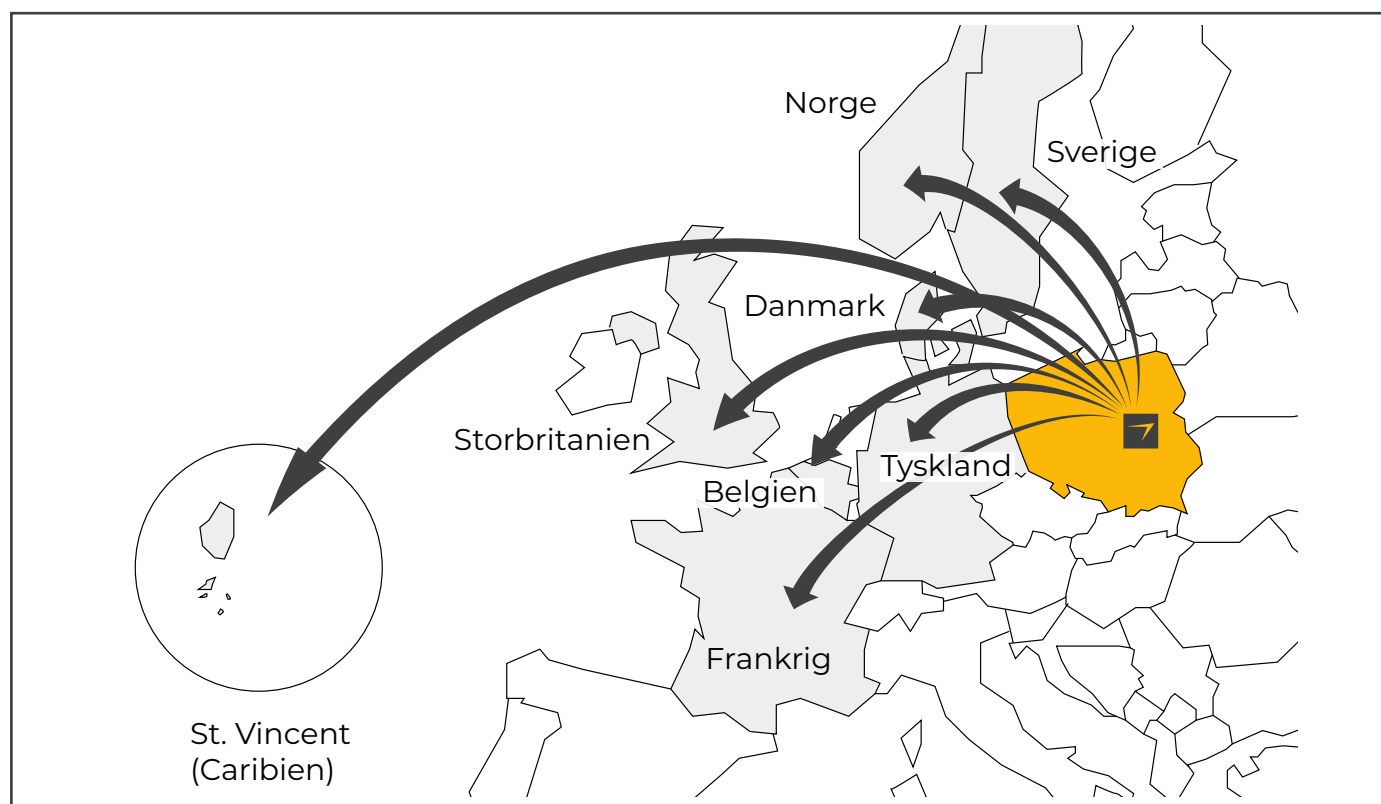 Norge
Sverige
Danmark
Storbritanien
Tyskland
Belgien
Frankrig
St. Vincent
(Caribien)